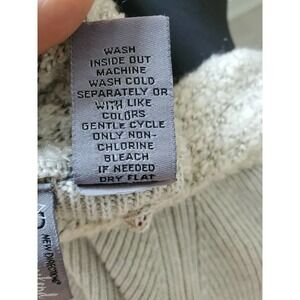 WASH
INSIDE OUT
MACHINE
WASH COLD
SEPARATELY OR
WITH LIKE
COLORS
GENTLE CYCLE
ONLY NON-
CHLORINE
BLEACH
IF NEEDED
DRY FLAT
ND
NEW DIRECTIONS